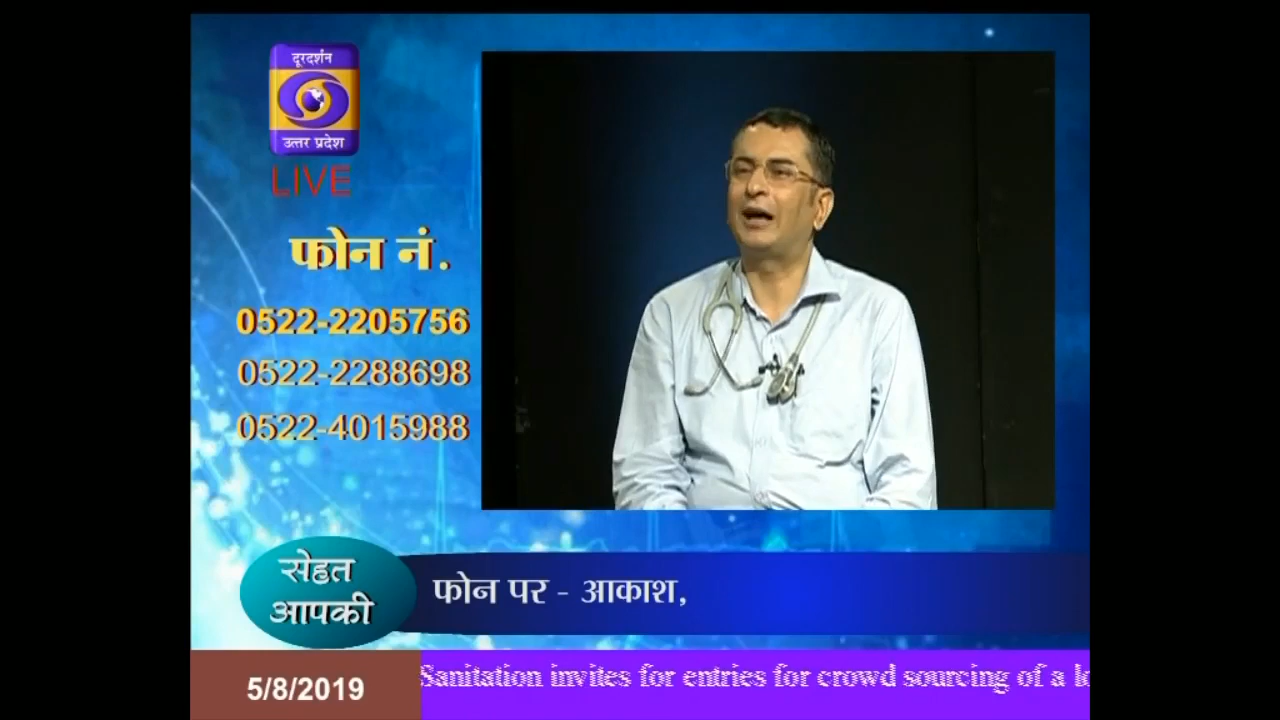 दूरदर्शन
उत्तर प्रदेश
LIVE
फोन नं.
0522-2205756
0522-2288698
0522-4015988
सेहत
आपकी
फोन पर - आकाश,
5/8/2019
Sanitation invites for entries for crowd sourcing of a